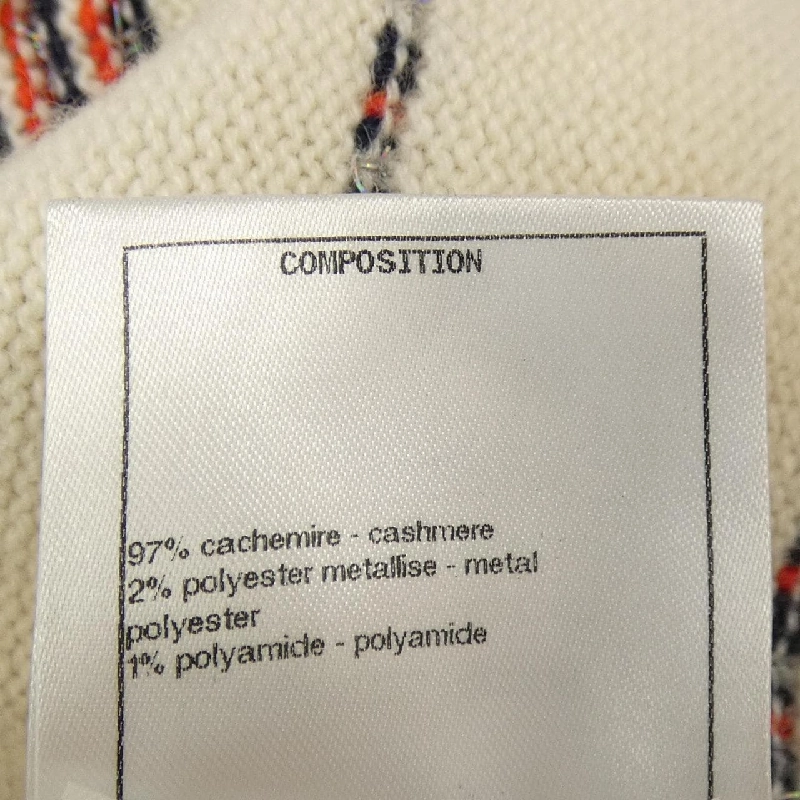 COMPOSITION
97% cachemire - cashmere
2% polyester metallise - metal
polyester
1% polyamide - polyamide